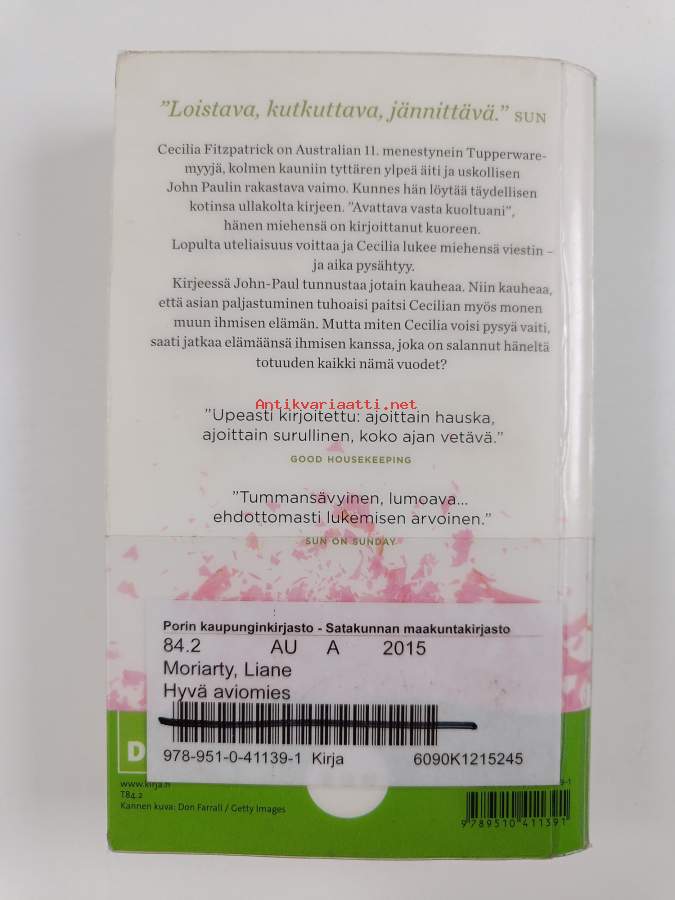 ”Loistava, kutkuttava, jännittävä.” SUN
Cecilia Fitzpatrick on Australian 11. menestynein Tupperware-
myyjä, kolmen kauniin tyttären ylpeä äiti ja uskollisen
John Paulin rakastava vaimo. Kunnes hän löytää täydellisen
kotinsa ullakolta kirjeen. ”Avattava vasta kuoltuani”,
hänen miehensä on kirjoittanut kuoreen.
Lopulta uteliaisuus voittaa ja Cecilia lukee miehensä viestin –
ja aika pysähtyy.
Kirjeessä John-Paul tunnustaa jotain kauheaa. Niin kauheaa,
että asian paljastuminen tuhoaisi paitsi Cecilian myös monen
muun ihmisen elämän. Mutta miten Cecilia voisi pysyä vaiti,
saati jatkaa elämäänsä ihmisen kanssa, joka on salannut häneltä
totuuden kaikki nämä vuodet?
Antikvariaatti.net
”Upeasti kirjoitettu: ajoittain hauska,
ajoittain surullinen, koko ajan vetävä.”
GOOD HOUSEKEEPING
”Tummansävyinen, lumoava...
ehdottomasti lukemisen arvoinen.”
SUN ON SUNDAY
Porin kaupunginkirjasto - Satakunnan maakuntakirjasto
84.2 AU A 2015
Moriarty, Liane
Hyvä aviomies
978-951-0-41139-1 Kirja 6090K1215245
D
www.kirja.fi
T84.2
Kannen kuva: Don Farrall / Getty Images
9789510411391